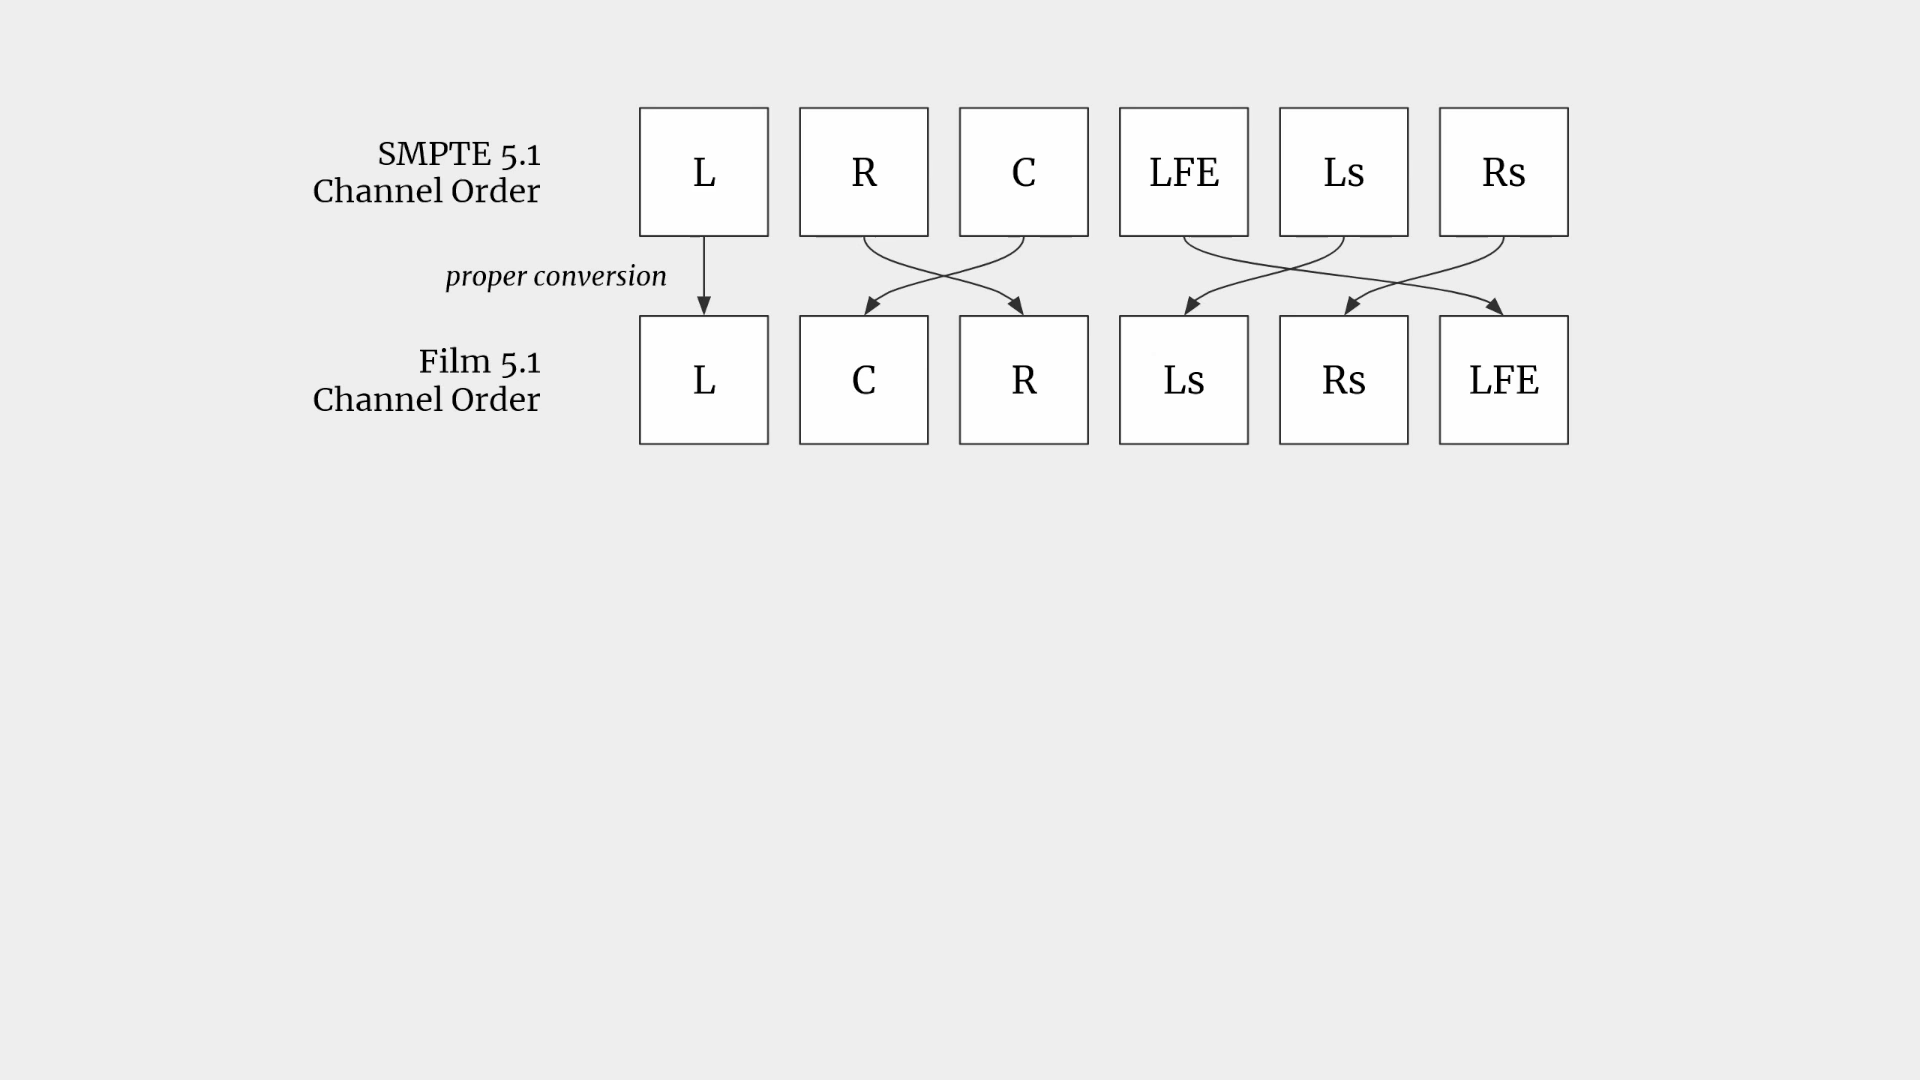 SMPTE 5.1
Channel Order
L R C LFE Ls Rs
proper conversion
Film 5.1
Channel Order
L C R Ls Rs LFE